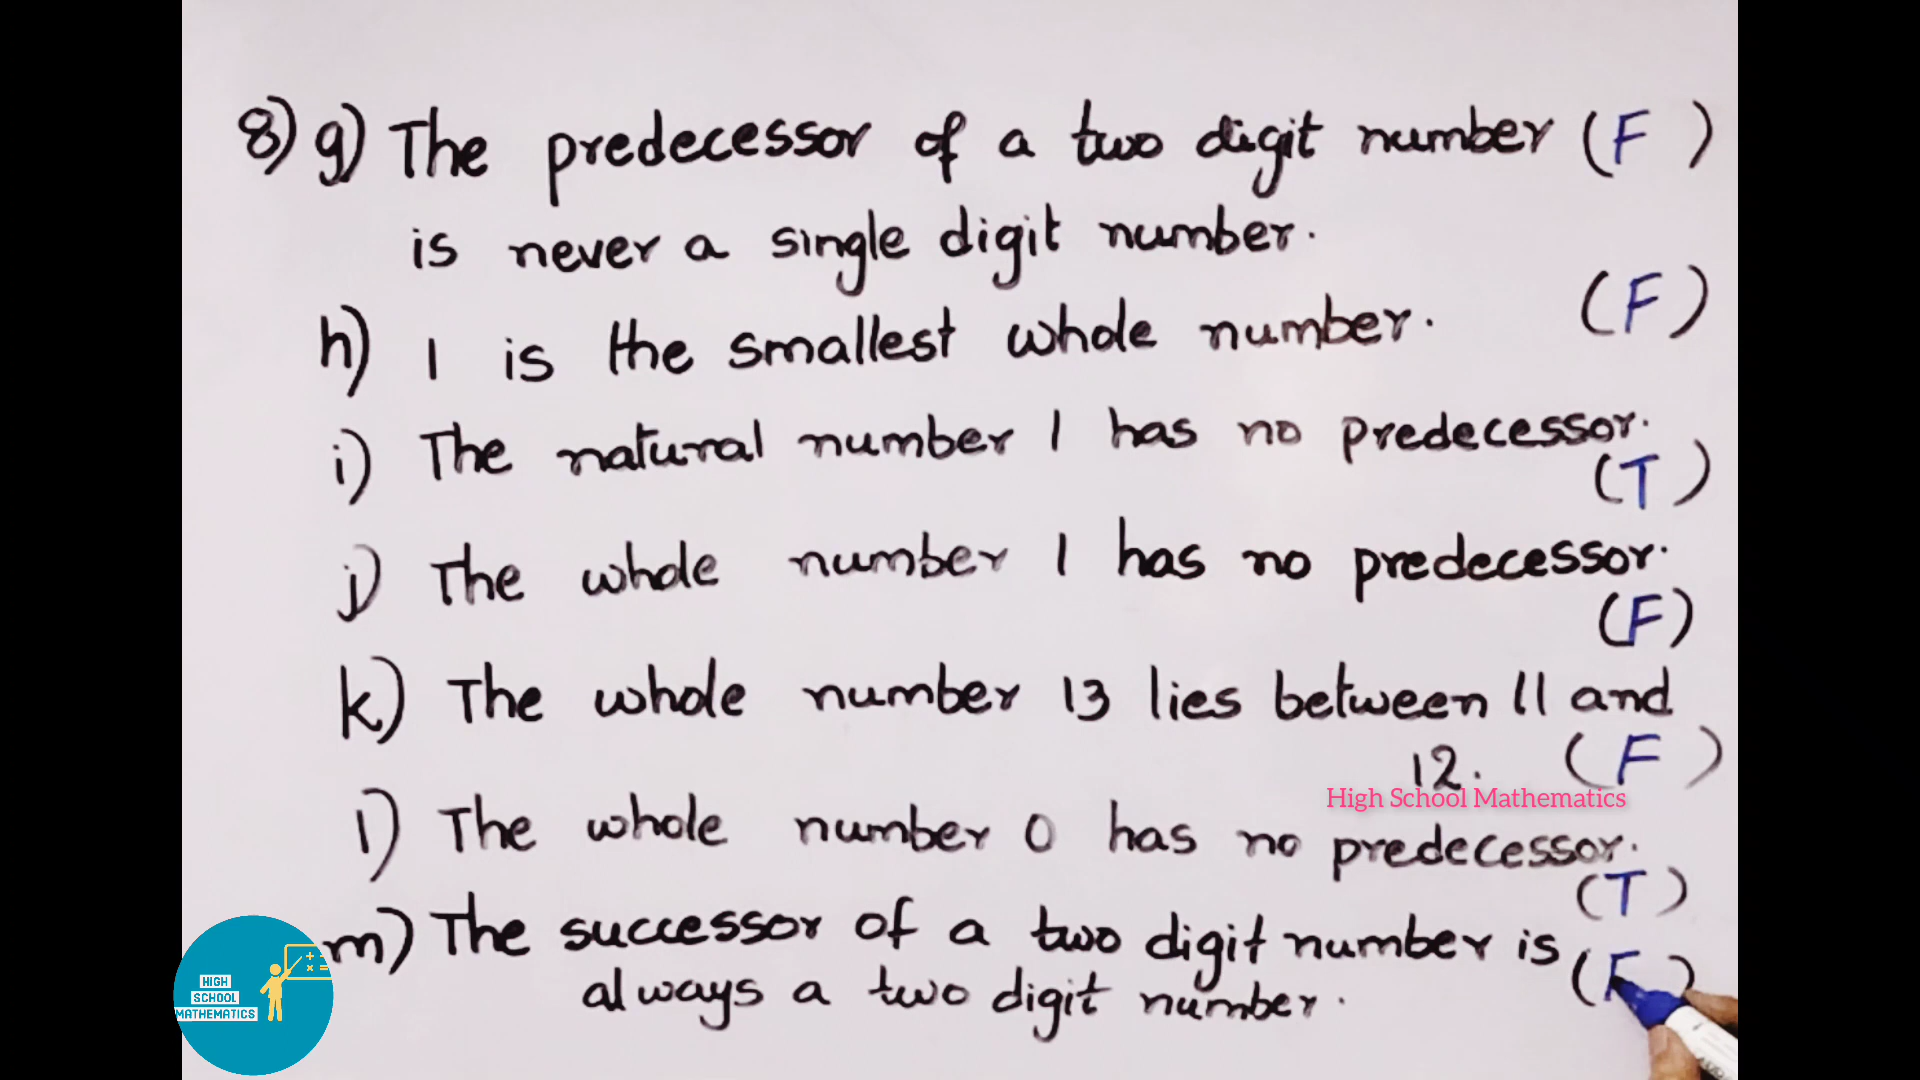 8) g) The predecessor of a two digit number (F)
is never a single digit number.
h) 1 is the smallest whole number. (F)
i) The natural number 1 has no predecessor.
(T)
j) The whole number 1 has no predecessor.
(F)
k) The whole number 13 lies between 11 and
12. (F)
High School Mathematics
l) The whole number 0 has no predecessor.
(T)
m) The successor of a two digit number is (F)
always a two digit number.
HIGH
SCHOOL
MATHEMATICS